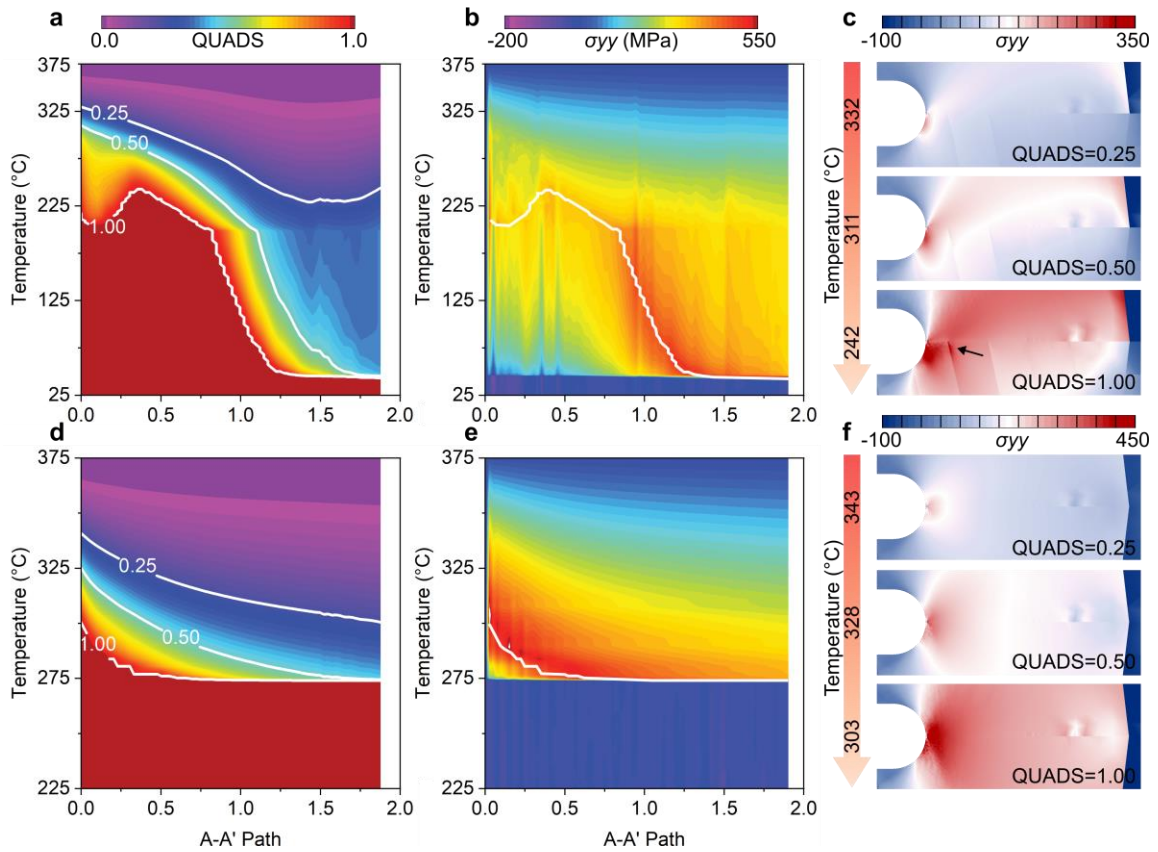 a
0.0 QUADS 1.0
b
-200 σyy (MPa) 550
c
-100 σyy 350
375
325
225
125
25
Temperature (°C)
0.25
0.50
1.00
0.0 0.5 1.0 1.5 2.0
375
325
225
125
25
Temperature (°C)
0.0 0.5 1.0 1.5 2.0
332
311
242
Temperature (°C)
QUADS=0.25
QUADS=0.50
QUADS=1.00
d
375
325
275
225
Temperature (°C)
0.25
0.50
1.00
0.0 0.5 1.0 1.5 2.0
A-A' Path
e
375
325
275
225
Temperature (°C)
0.0 0.5 1.0 1.5 2.0
A-A' Path
f
-100 σyy 450
343
328
303
Temperature (°C)
QUADS=0.25
QUADS=0.50
QUADS=1.00